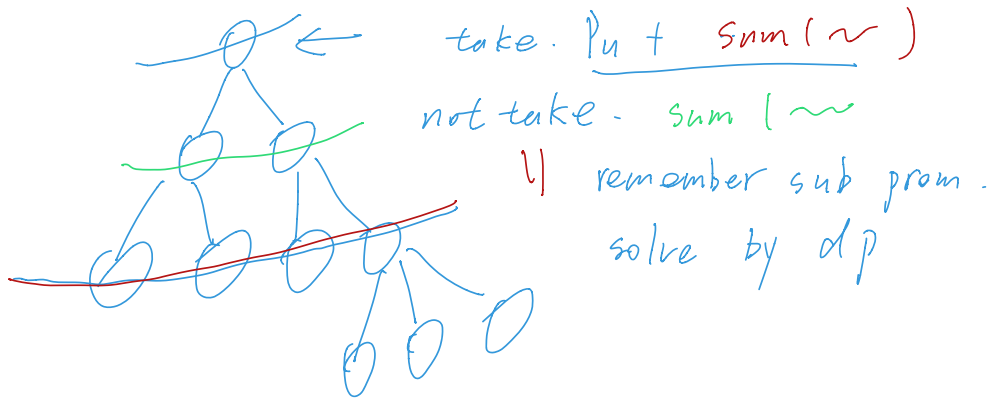 take. Pu + sum ( ~ )
not take. sum ( ~
remember sub prom.
solve by dp